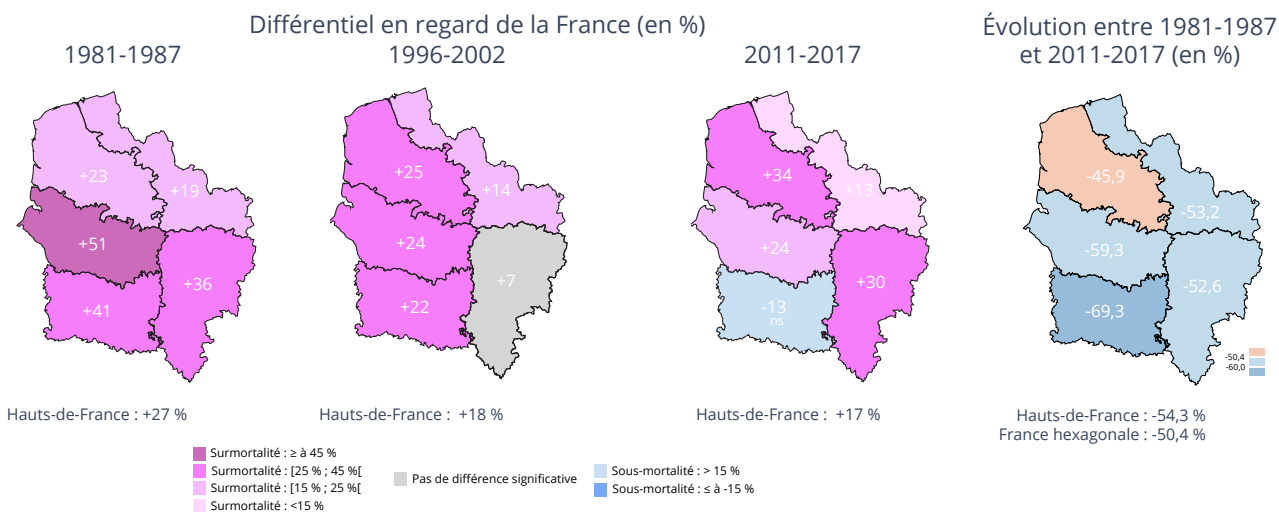 Différentiel en regard de la France (en %)
1981-1987
1996-2002
2011-2017
Évolution entre 1981-1987
et 2011-2017 (en %)
+23
+19
+51
+36
+41
+25
+14
+24
+7
+22
+34
+13
+24
+30
-13
ns
-45,9
-53,2
-59,3
-52,6
-69,3
-50,4
-60,0
Hauts-de-France : +27 %
Hauts-de-France : +18 %
Hauts-de-France : +17 %
Hauts-de-France : -54,3 %
France hexagonale : -50,4 %
Surmortalité : ≥ à 45 %
Surmortalité : [25 % ; 45 %[
Surmortalité : [15 % ; 25 %[
Surmortalité : <15 %
Pas de différence significative
Sous-mortalité : > 15 %
Sous-mortalité : ≤ à -15 %